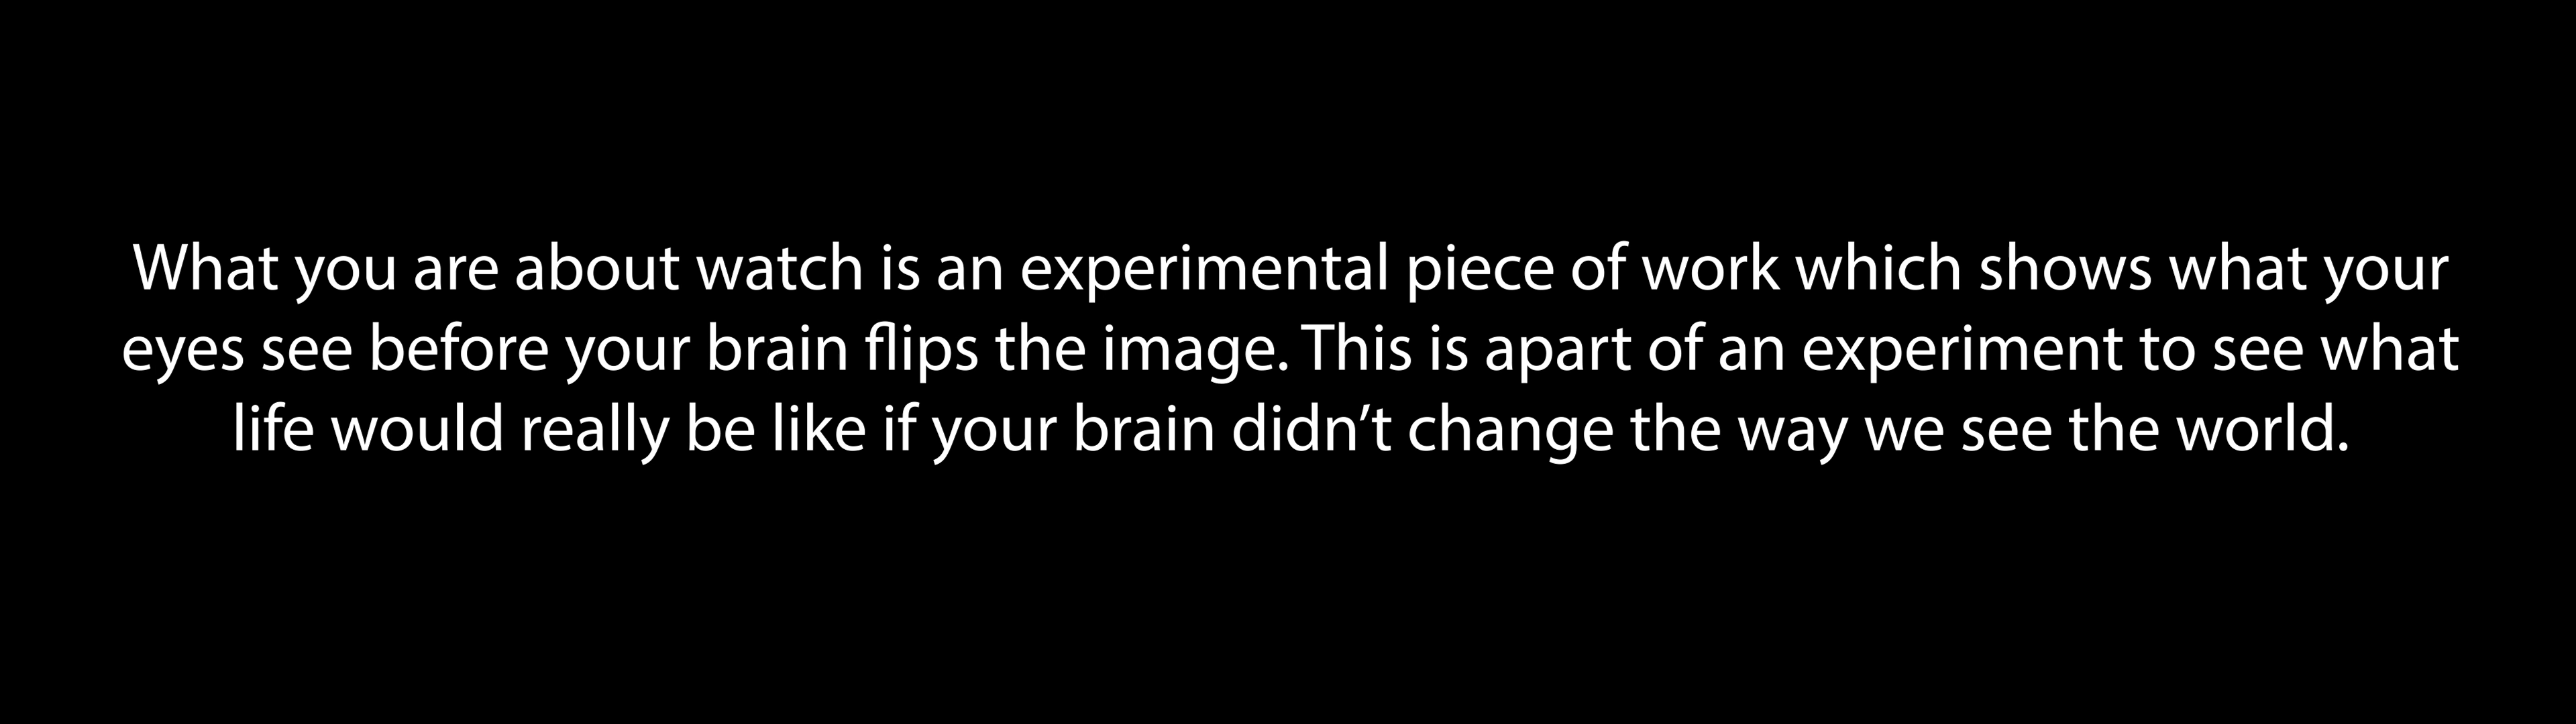 What you are about watch is an experimental piece of work which shows what your
eyes see before your brain flips the image. This is apart of an experiment to see what
life would really be like if your brain didn’t change the way we see the world.